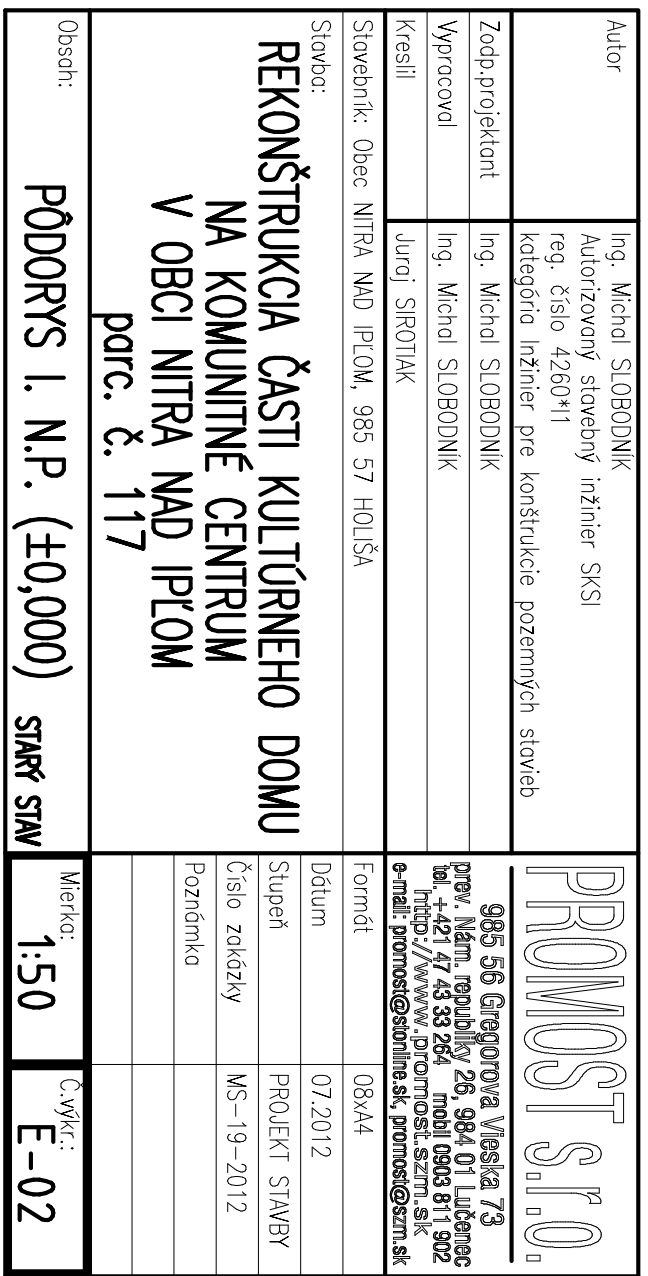 Autor
Ing. Michal SLOBODNÍK
Autorizovaný stavebný inžinier SKSI
reg. číslo 4260*I1
kategória Inžinier pre konštrukcie pozemných stavieb
PROMOST s.r.o.
985 56 Gregorova Vieska 73
prev. Nám. republiky 26, 984 01 Lučenec
tel. +421 47 43 33 264 mobil 0903 811 902
http://www.promost.szm.sk
e-mail: promost@stonline.sk, promost@szm.sk
Zodp.projektant Ing. Michal SLOBODNÍK
Vypracoval Ing. Michal SLOBODNÍK
Kreslil Juraj SIROTIAK
Stavebník: Obec NITRA NAD IPĽOM, 985 57 HOLIŠA
Stavba:
REKONŠTRUKCIA ČASTI KULTÚRNEHO DOMU
NA KOMUNITNÉ CENTRUM
V OBCI NITRA NAD IPĽOM
parc. č. 117
Formát 08xA4
Dátum 07.2012
Stupeň PROJEKT STAVBY
Číslo zakázky MS-19-2012
Poznámka
Obsah:
PÔDORYS I. N.P. (±0,000) STARÝ STAV
Mierka:
1:50
Č.výkr.:
E-02